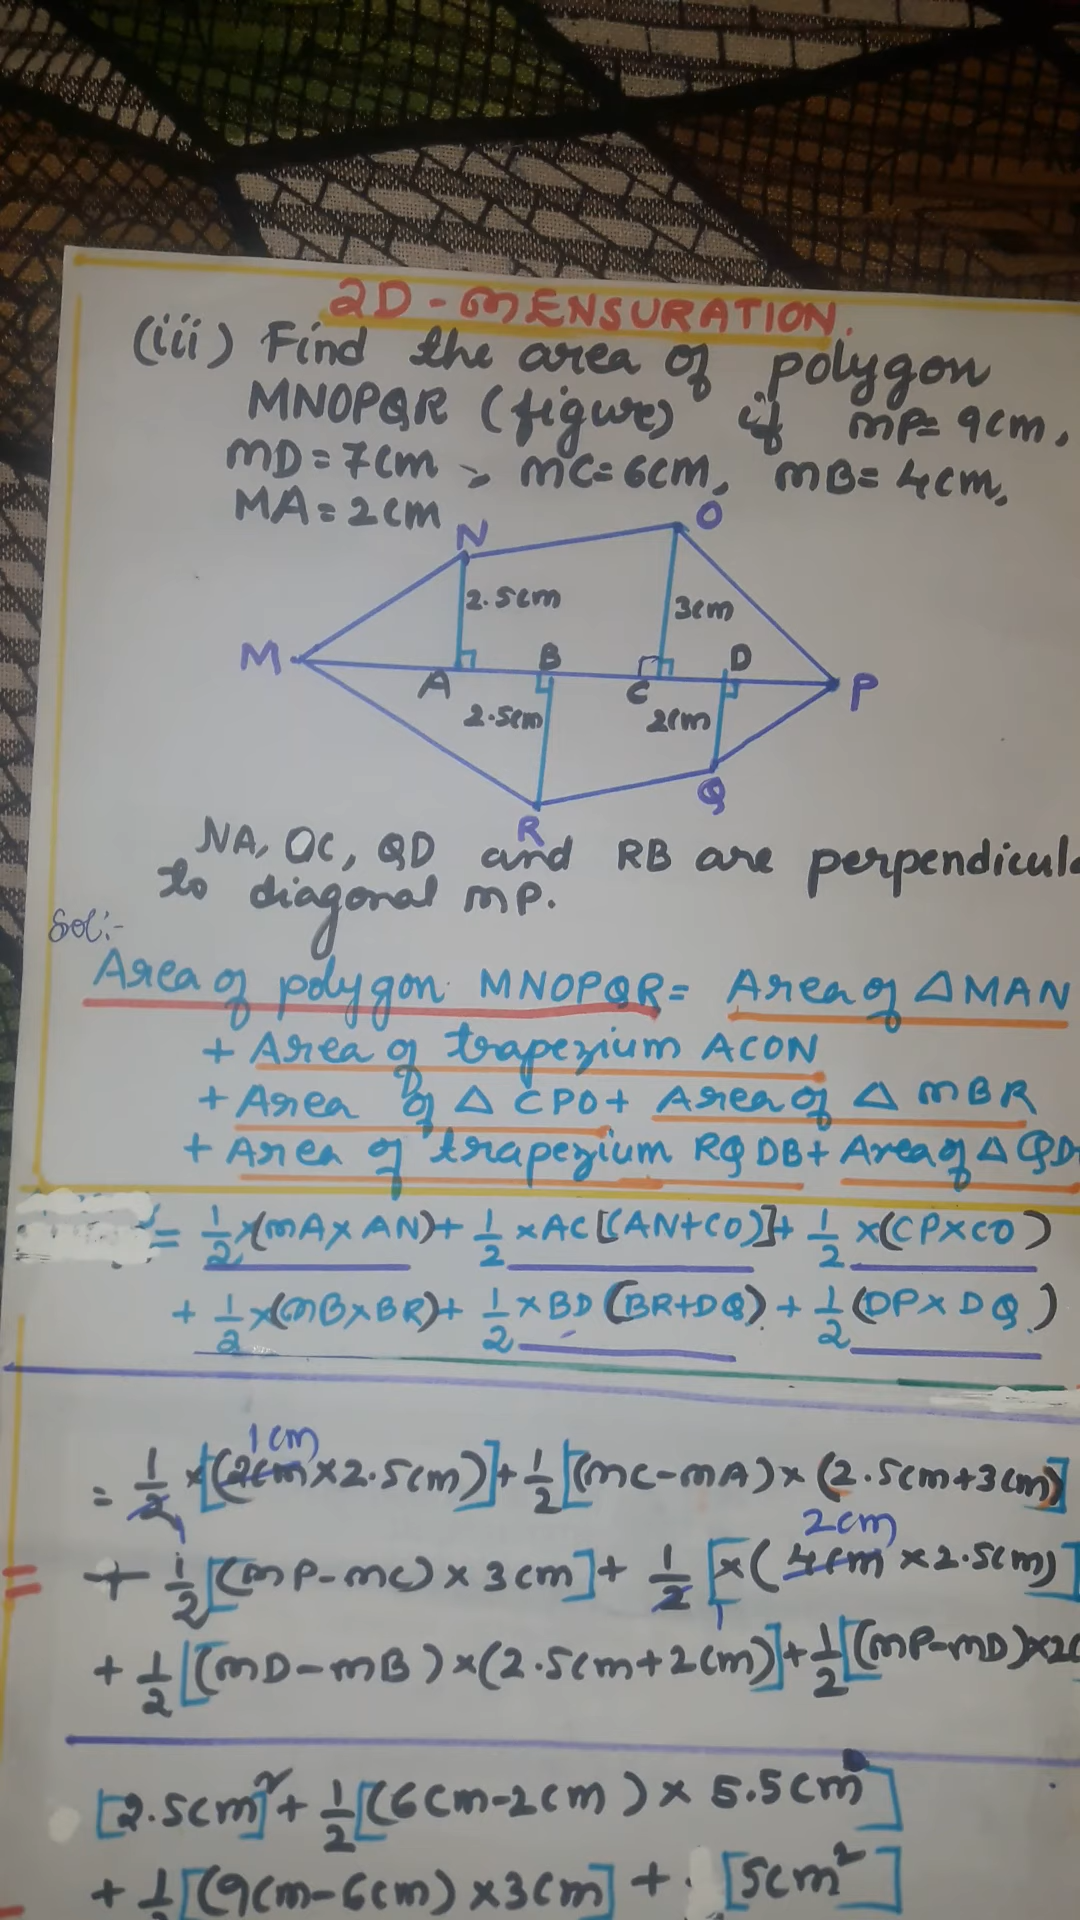 2D-MENSURATION.
(iii) Find the area of polygon
MNOPQR (figure) if MP= 9cm,
MD = 7cm, MC= 6cm, MB= 4cm,
MA = 2cm
N O
2.5cm 3cm
M A B C D P
2.5cm 2cm
R Q
NA, OC, QD and RB are
to diagonal MP.
Sol:-
Area of polygon MNOPQR= Area of △MAN
+ Area of trapezium ACON
+ Area of △ CPO+ Area of △ MBR
+ Area of trapezium RQDB+ Area of △
= 1/2 ×(MA×AN)+ 1/2 ×AC[(AN+CO)]+ 1/2 ×(CP×CO)
+ 1/2 ×(MB×BR)+ 1/2 ×BD (BR+DQ) + 1/2 (DP×DQ)
1cm
= 1/2 ×[(2cm×2.5cm)]+ 1/2 [(MC-MA)×(2.5cm+3cm)]
1 2cm
= + 1/2 [(MP-MC)×3cm]+ 1/2 [×(4cm×2.5cm)]
1
+ 1/2 [(MD-MB)×(2.5cm+2cm)]+ 1/2 [(MP-MD)×
[2.5cm]² + 1/2 [(6cm-2cm)× 5.5cm]
+ 1/2 [(9cm-6cm)×3cm] + [5cm²]